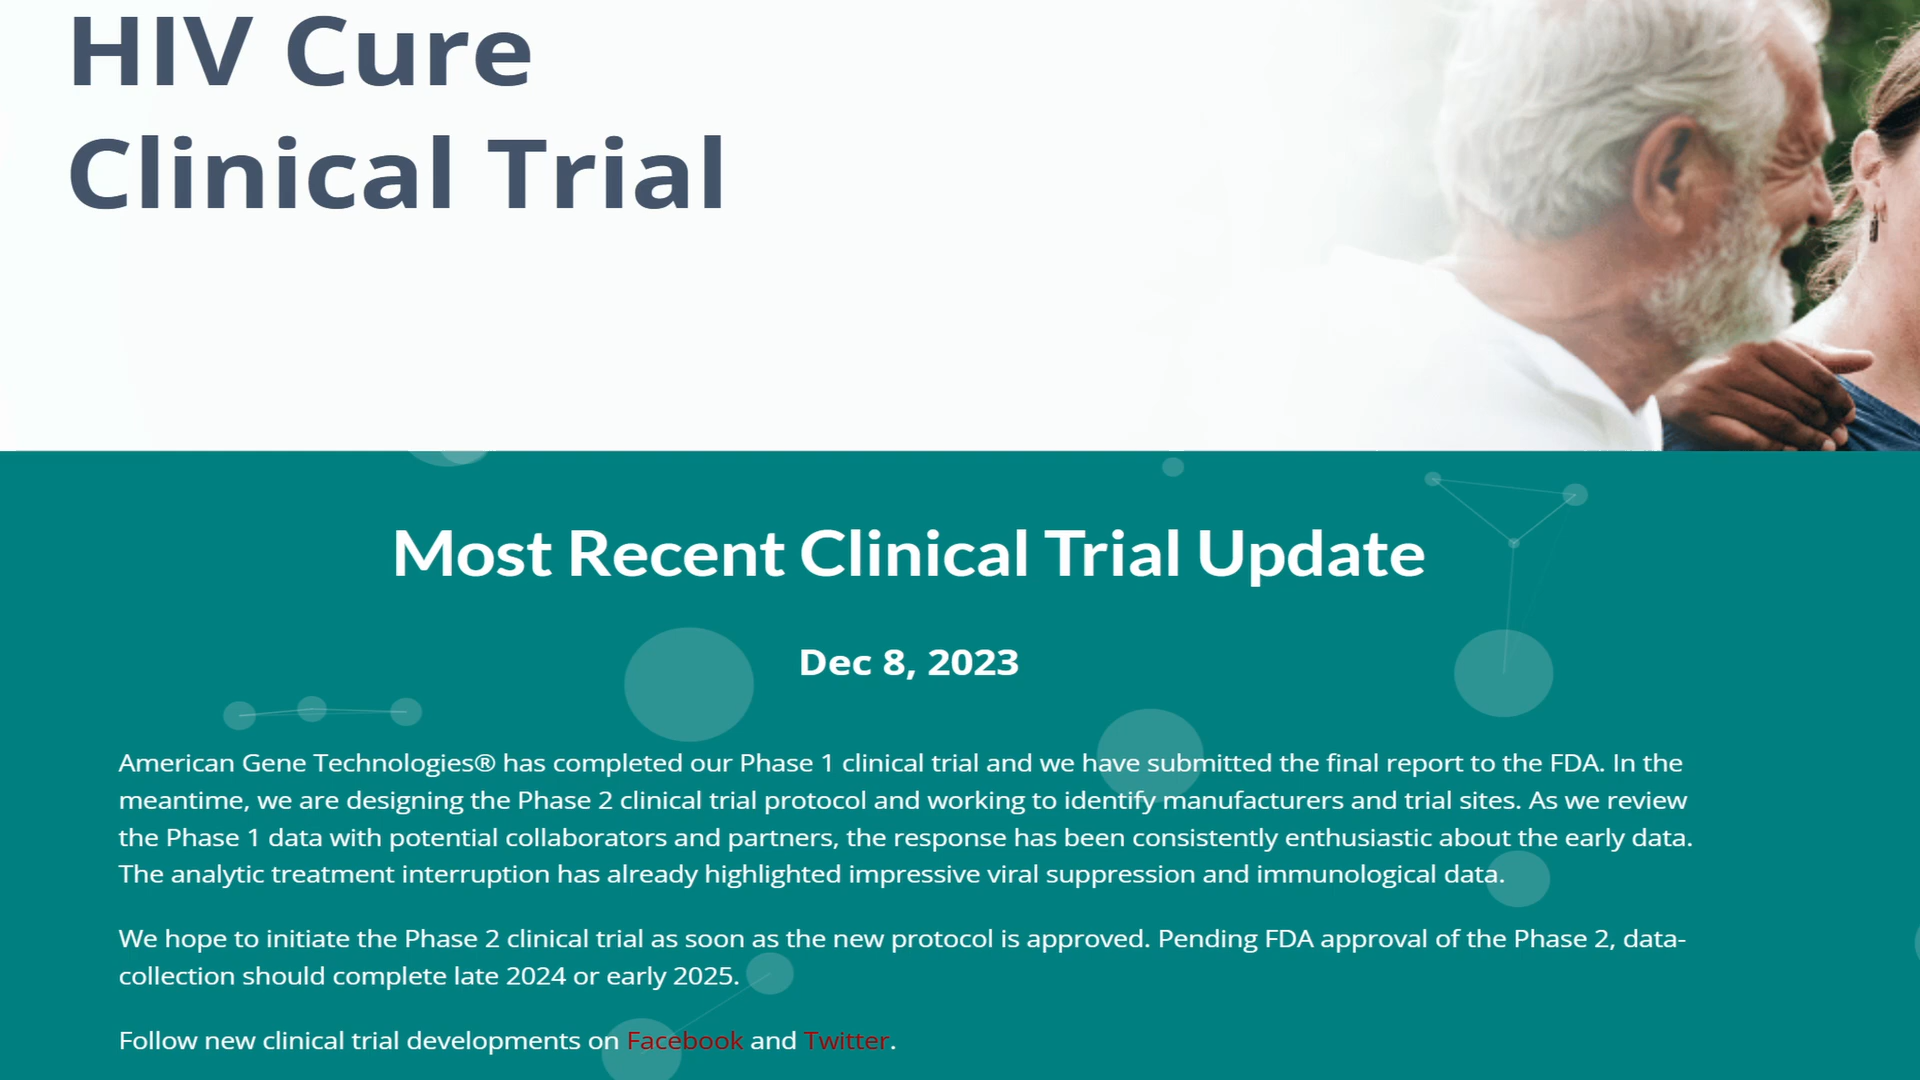 HIV Cure
Clinical Trial
Most Recent Clinical Trial Update
Dec 8, 2023
American Gene Technologies® has completed our Phase 1 clinical trial and we have submitted the final report to the FDA. In the
meantime, we are designing the Phase 2 clinical trial protocol and working to identify manufacturers and trial sites. As we review
the Phase 1 data with potential collaborators and partners, the response has been consistently enthusiastic about the early data.
The analytic treatment interruption has already highlighted impressive viral suppression and immunological data.
We hope to initiate the Phase 2 clinical trial as soon as the new protocol is approved. Pending FDA approval of the Phase 2, data-
collection should complete late 2024 or early 2025.
Follow new clinical trial developments on Facebook and Twitter.